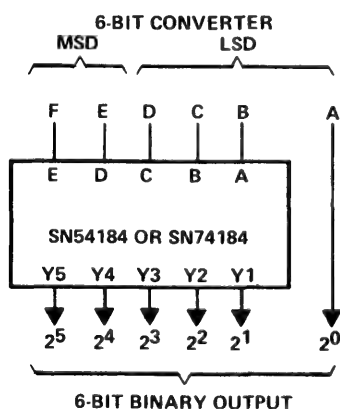 6-BIT CONVERTER
MSD LSD
F E D C B A
E D C B A
SN54184 OR SN74184
Y5 Y4 Y3 Y2 Y1
2⁵ 2⁴ 2³ 2² 2¹ 2⁰
6-BIT BINARY OUTPUT